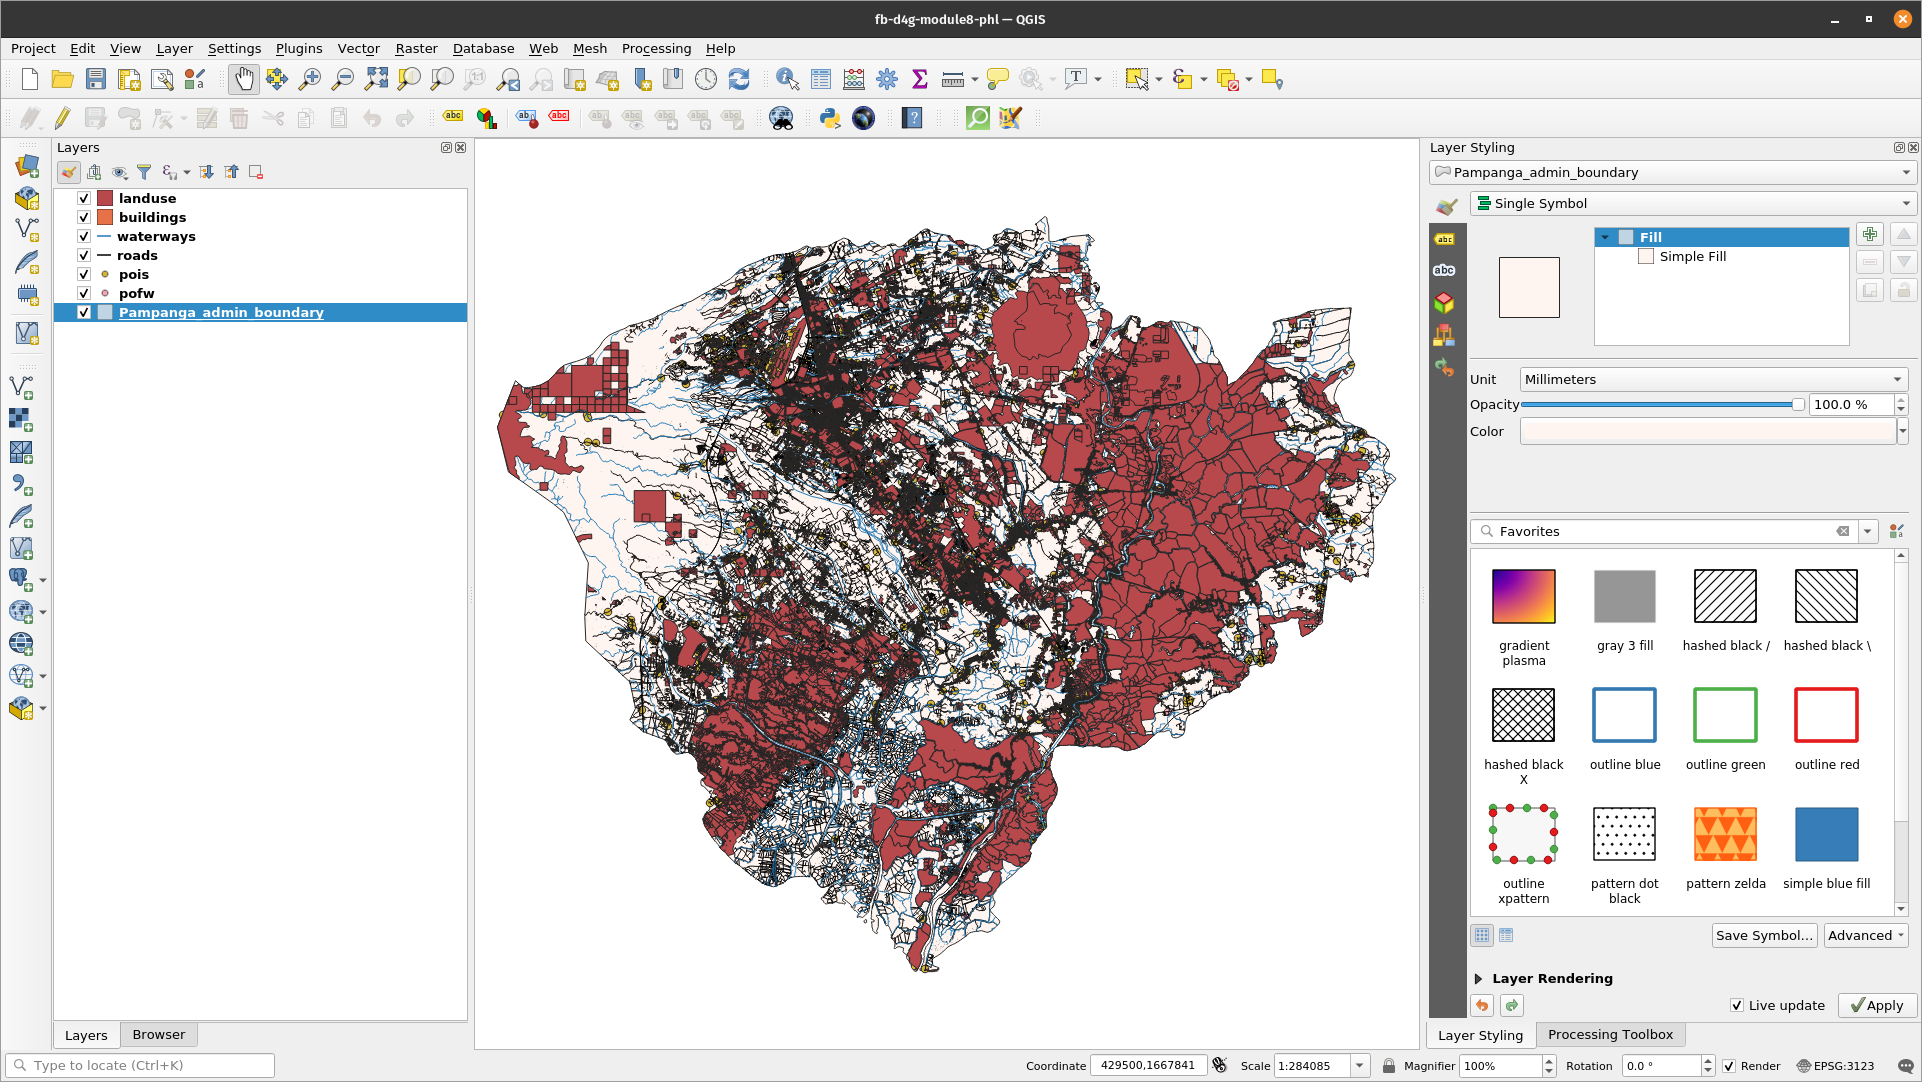 fb-d4g-module8-phl — QGIS
Project Edit View Layer Settings Plugins Vector Raster Database Web Mesh Processing Help
Layers
landuse
buildings
waterways
roads
pois
pofw
Pampanga_admin_boundary
Layers Browser
Type to locate (Ctrl+K)
Layer Styling
Pampanga_admin_boundary
Single Symbol
Fill
Simple Fill
Unit Millimeters
Opacity 100.0 %
Color
Favorites
gradient plasma
gray 3 fill
hashed black /
hashed black \
hashed black X
outline blue
outline green
outline red
outline xpattern
pattern dot black
pattern zelda
simple blue fill
Save Symbol... Advanced
Layer Rendering
Live update Apply
Layer Styling Processing Toolbox
Coordinate 429500,1667841 Scale 1:284085 Magnifier 100% Rotation 0.0 ° Render EPSG:3123